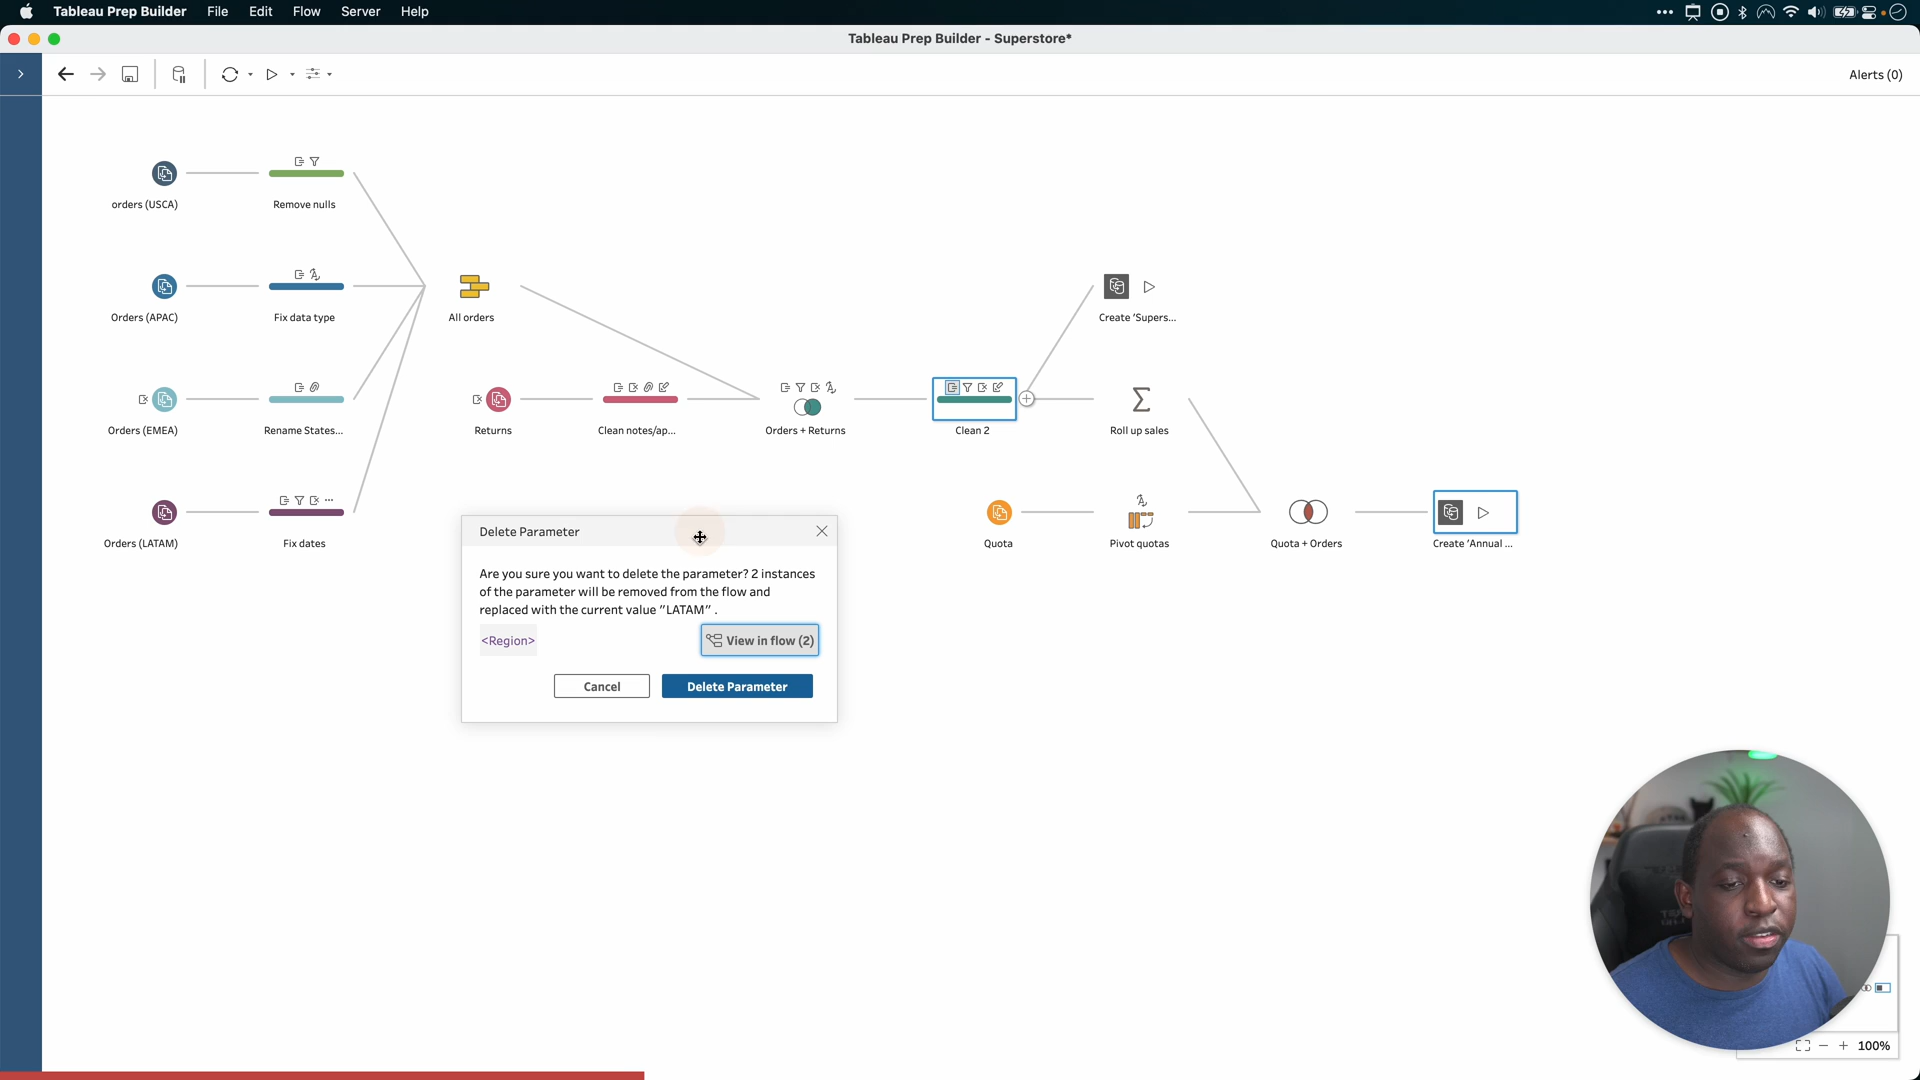 Tableau Prep Builder File Edit Flow Server Help
Tableau Prep Builder - Superstore*
Alerts (0)
orders (USCA)
Remove nulls
Orders (APAC)
Fix data type
All orders
Create 'Supers...
Orders (EMEA)
Rename States...
Returns
Clean notes/ap...
Orders + Returns
Clean 2
Roll up sales
Orders (LATAM)
Fix dates
Quota
Pivot quotas
Quota + Orders
Create 'Annual ...
Delete Parameter
Are you sure you want to delete the parameter? 2 instances
of the parameter will be removed from the flow and
replaced with the current value "LATAM" .
<Region>
View in flow (2)
Cancel
Delete Parameter
100%